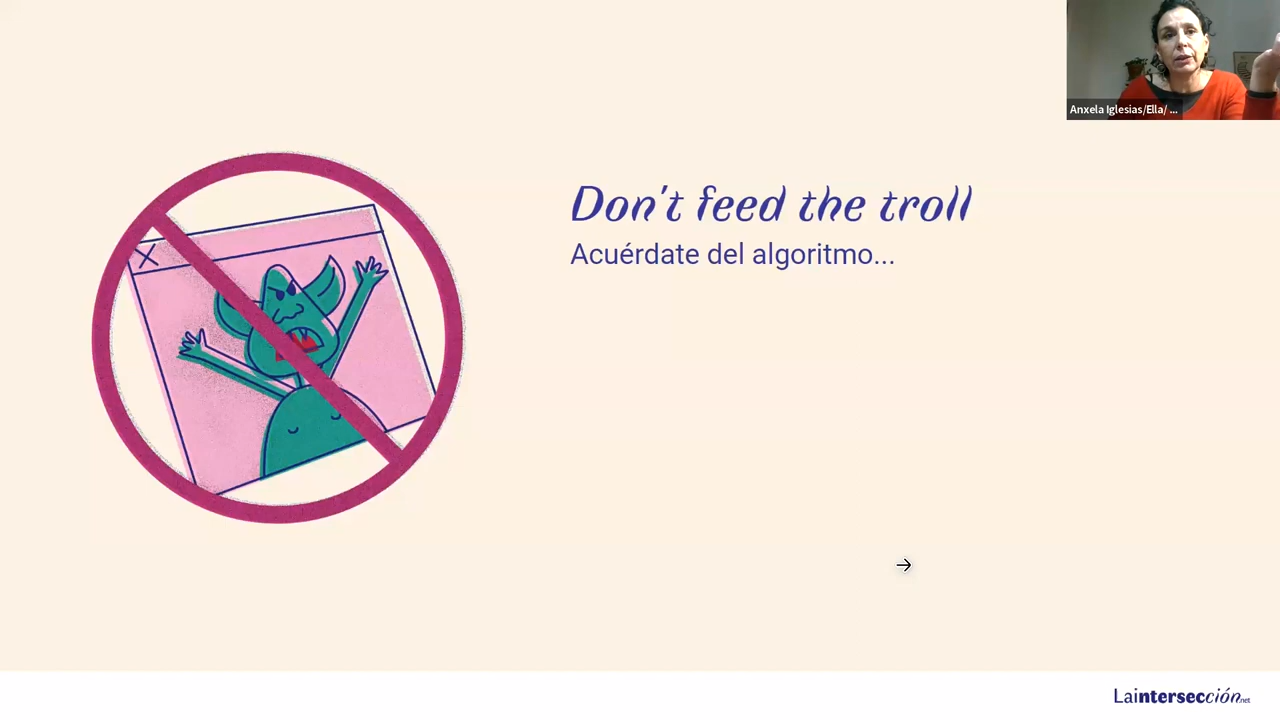 Anxela Iglesias/Ella/ ...
Don't feed the troll
Acuérdate del algoritmo...
Laintersección.net